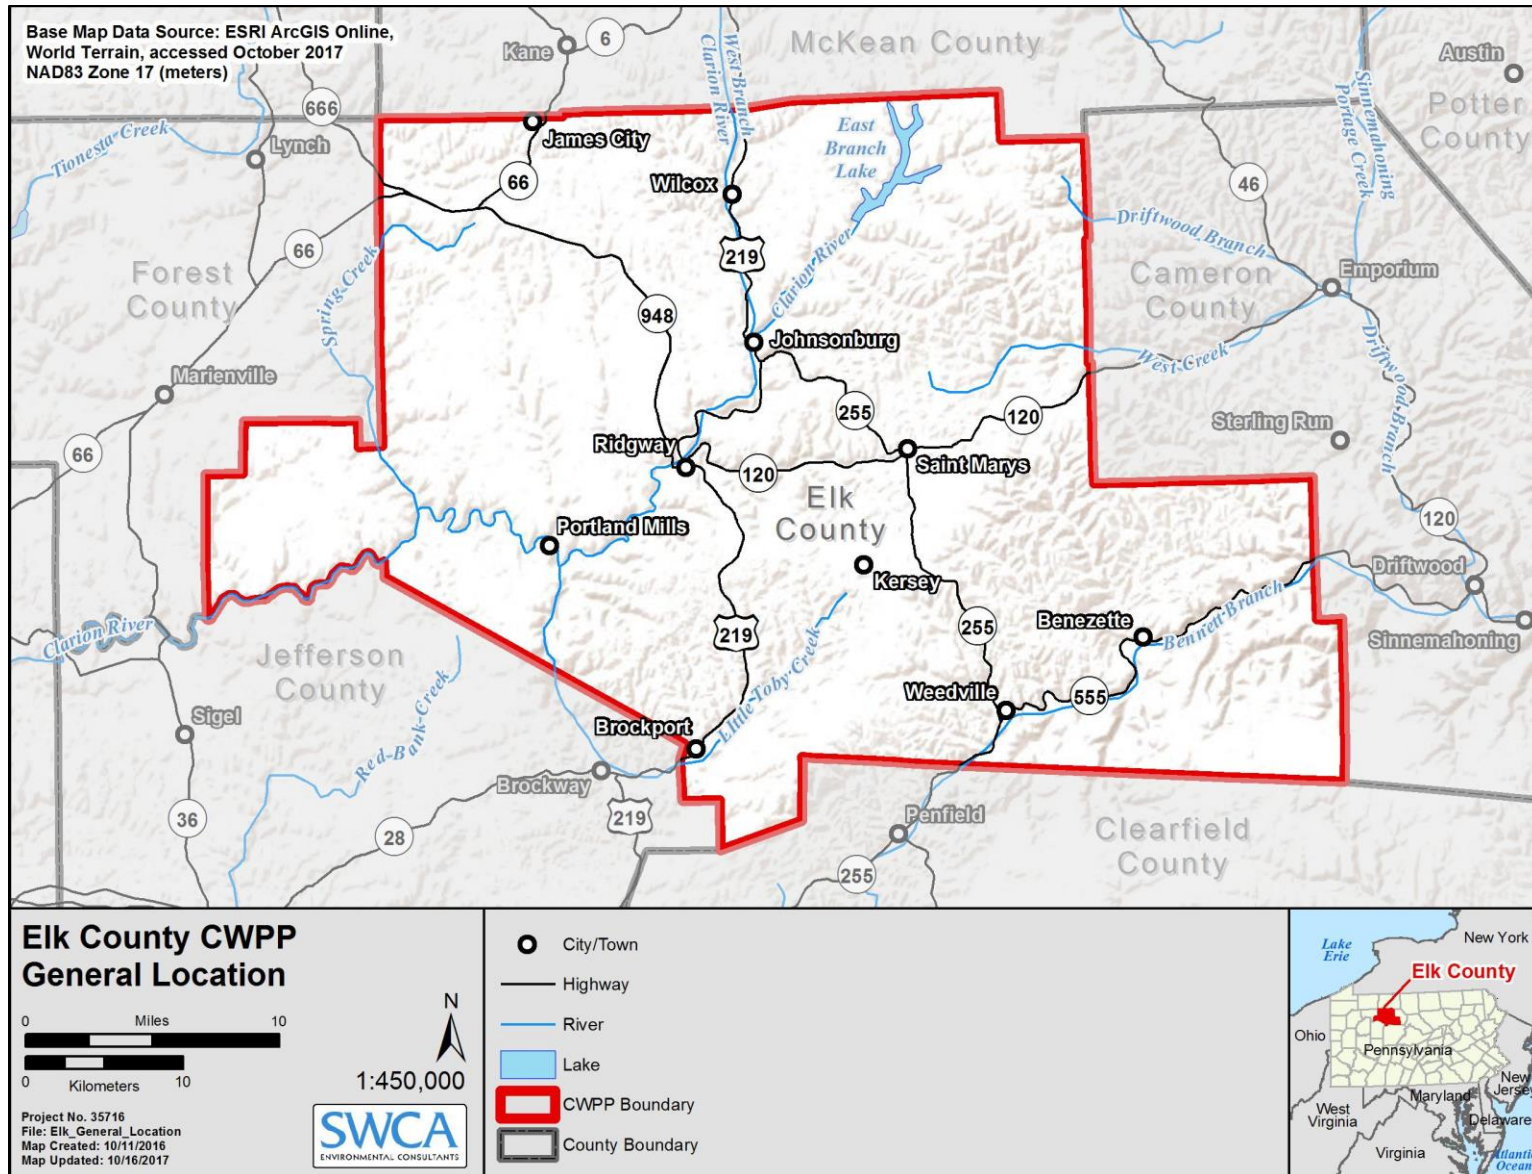 Base Map Data Source: ESRI ArcGIS Online,
World Terrain, accessed October 2017
NAD83 Zone 17 (meters)
Kane
6
McKean County
Austin
Potter
County
666
Tionesta Creek
Lynch
James City
66
West Branch
Clarion River
Wilcox
East
Branch
Lake
Sinnemahoning
Portage Creek
46
66
219
Clarion River
Driftwood Branch
Emporium
Forest
County
Spring Creek
948
Cameron
County
Johnsonburg
West Creek
Driftwood Branch
Marienville
255
120
Sterling Run
66
Ridgway
Saint Marys
120
Elk
County
120
Portland Mills
Kersey
Driftwood
Clarion River
219
255
Benezette
Bennett Branch
Sinnemahoning
Jefferson
County
Little Toby Creek
Weedville
555
Sigel
Red Bank Creek
Brockport
Brockway
36
28
219
Penfield
Clearfield
County
255
Elk County CWPP
General Location
0 Miles 10
0 Kilometers 10
N
1:450,000
Project No. 35716
File: Elk_General_Location
Map Created: 10/11/2016
Map Updated: 10/16/2017
SWCA
ENVIRONMENTAL CONSULTANTS
City/Town
Highway
River
Lake
CWPP Boundary
County Boundary
Lake
Erie
New York
Elk County
Ohio
Pennsylvania
New
Jersey
Maryland
West
Virginia
Delaware
Virginia
Atlantic
Ocean